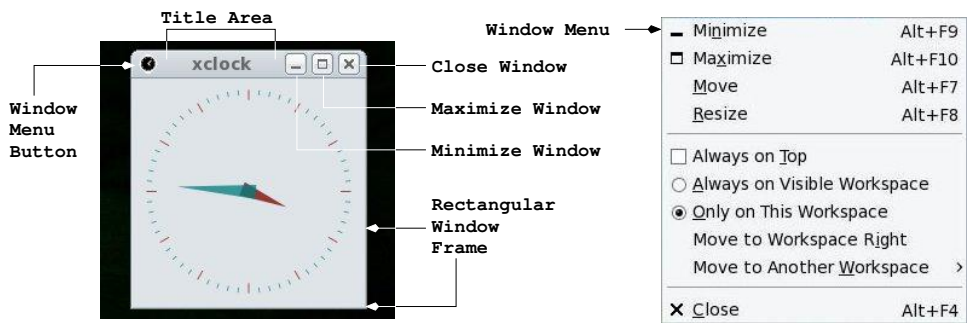 Title Area
xclock
Window
Menu
Button
Close Window
Maximize Window
Minimize Window
Rectangular
Window
Frame
Window Menu
Minimize Alt+F9
Maximize Alt+F10
Move Alt+F7
Resize Alt+F8
Always on Top
Always on Visible Workspace
Only on This Workspace
Move to Workspace Right
Move to Another Workspace >
Close Alt+F4